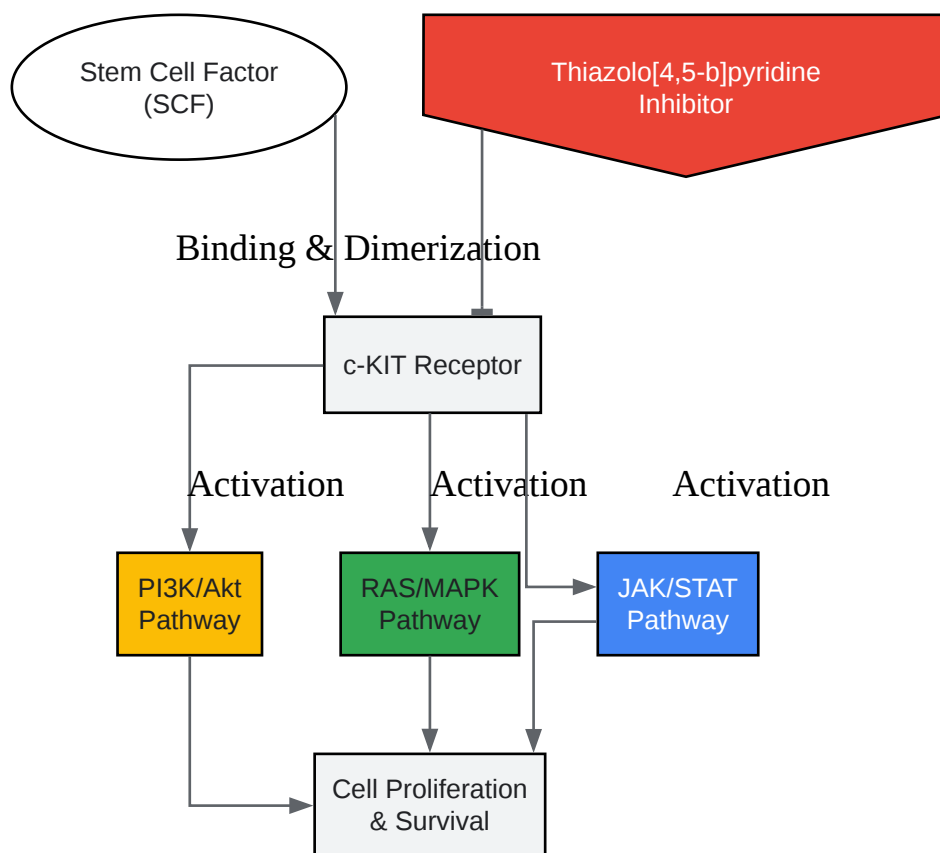 Stem Cell Factor
(SCF)
Thiazolo[4,5-b]pyridine
Inhibitor
Binding & Dimerization
c-KIT Receptor
Activation
Activation
Activation
PI3K/Akt
Pathway
RAS/MAPK
Pathway
JAK/STAT
Pathway
Cell Proliferation
& Survival